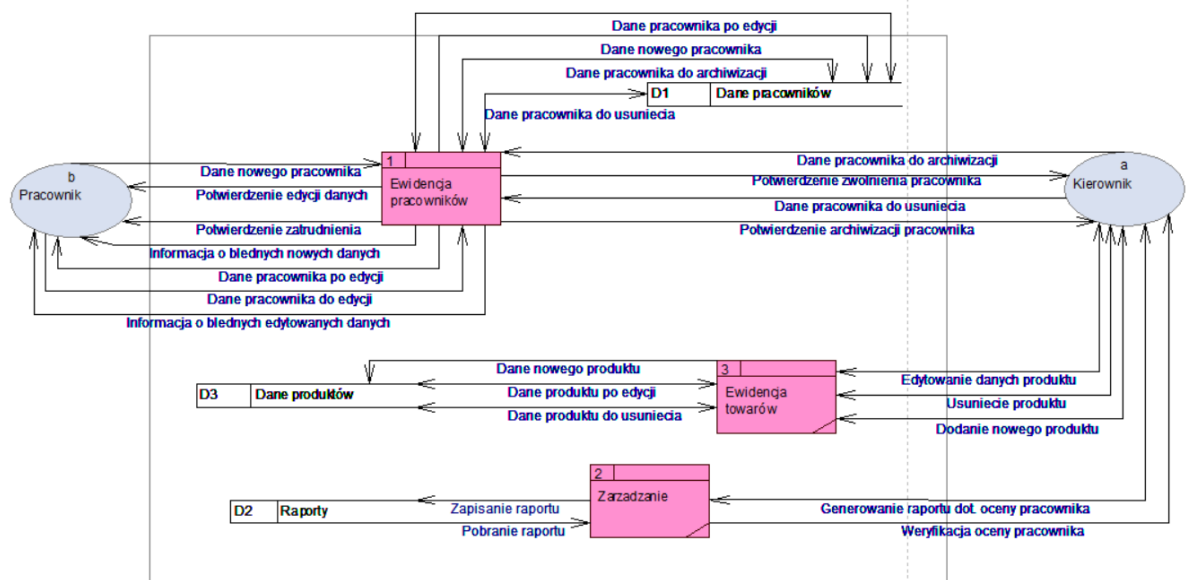 Dane pracownika po edycji
Dane nowego pracownika
Dane pracownika do archiwizacji
D1 Dane pracowników
Dane pracownika do usuniecia
1
Ewidencja
pracowników
b
Pracownik
a
Kierownik
Dane nowego pracownika
Potwierdzenie edycji danych
Potwierdzenie zatrudnienia
Informacja o blednych nowych danych
Dane pracownika po edycji
Dane pracownika do edycji
Informacja o blednych edytowanych danych
Dane pracownika do archiwizacji
Potwierdzenie zwolnienia pracownika
Dane pracownika do usuniecia
Potwierdzenie archiwizacji pracownika
Dane nowego produktu
D3 Dane produktów
Dane produktu po edycji
Dane produktu do usuniecia
3
Ewidencja
towarów
Edytowanie danych produktu
Usuniecie produktu
Dodanie nowego produktu
2
Zarzadzanie
D2 Raporty
Zapisanie raportu
Pobranie raportu
Generowanie raportu dot. oceny pracownika
Weryfikacja oceny pracownika